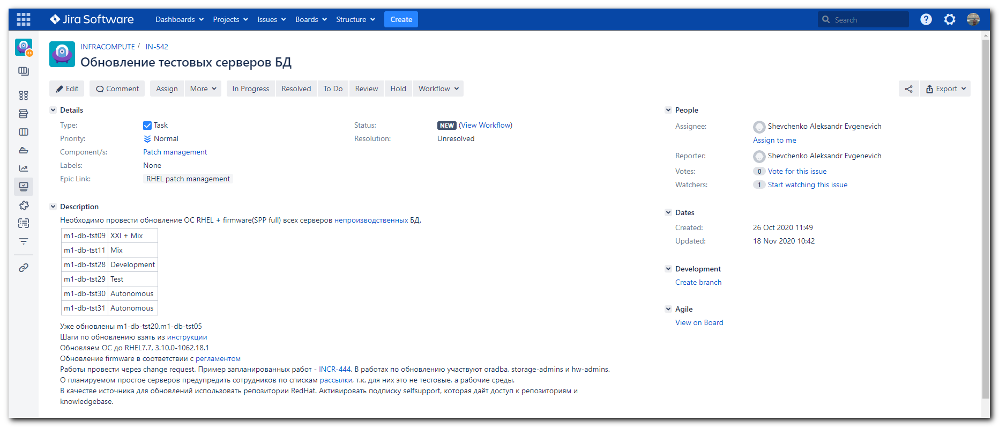 Jira Software Dashboards Projects Issues Boards Structure Create Search
INFRACOMPUTE / IN-542
Обновление тестовых серверов БД
Edit Comment Assign More In Progress Resolved To Do Review Hold Workflow Export
Details
Type: Task
Status: NEW (View Workflow)
Priority: Normal
Resolution: Unresolved
Component/s: Patch management
Labels: None
Epic Link: RHEL patch management
Description
Необходимо провести обновление ОС RHEL + firmware(SPP full) всех серверов непроизводственных БД.
m1-db-tst09 XXI + Mix
m1-db-tst11 Mix
m1-db-tst28 Development
m1-db-tst29 Test
m1-db-tst30 Autonomous
m1-db-tst31 Autonomous
Уже обновлены m1-db-tst20,m1-db-tst05
Шаги по обновлению взять из инструкции
Обновляем ОС до RHEL7.7, 3.10.0-1062.18.1
Обновление firmware в соответствии с регламентом
Работы провести через change request. Пример запланированных работ - INCR-444. В работах по обновлению участвуют oradba, storage-admins и hw-admins.
О планируемом простое серверов предупредить сотрудников по спискам рассылки, т.к. для них это не тестовые, а рабочие среды.
В качестве источника для обновлений использовать репозитории RedHat. Активировать подписку selfsupport, которая даёт доступ к репозиториям и
knowledgebase.
People
Assignee: Shevchenko Aleksandr Evgenevich
Assign to me
Reporter: Shevchenko Aleksandr Evgenevich
Votes: 0 Vote for this issue
Watchers: 1 Start watching this issue
Dates
Created: 26 Oct 2020 11:49
Updated: 18 Nov 2020 10:42
Development
Create branch
Agile
View on Board